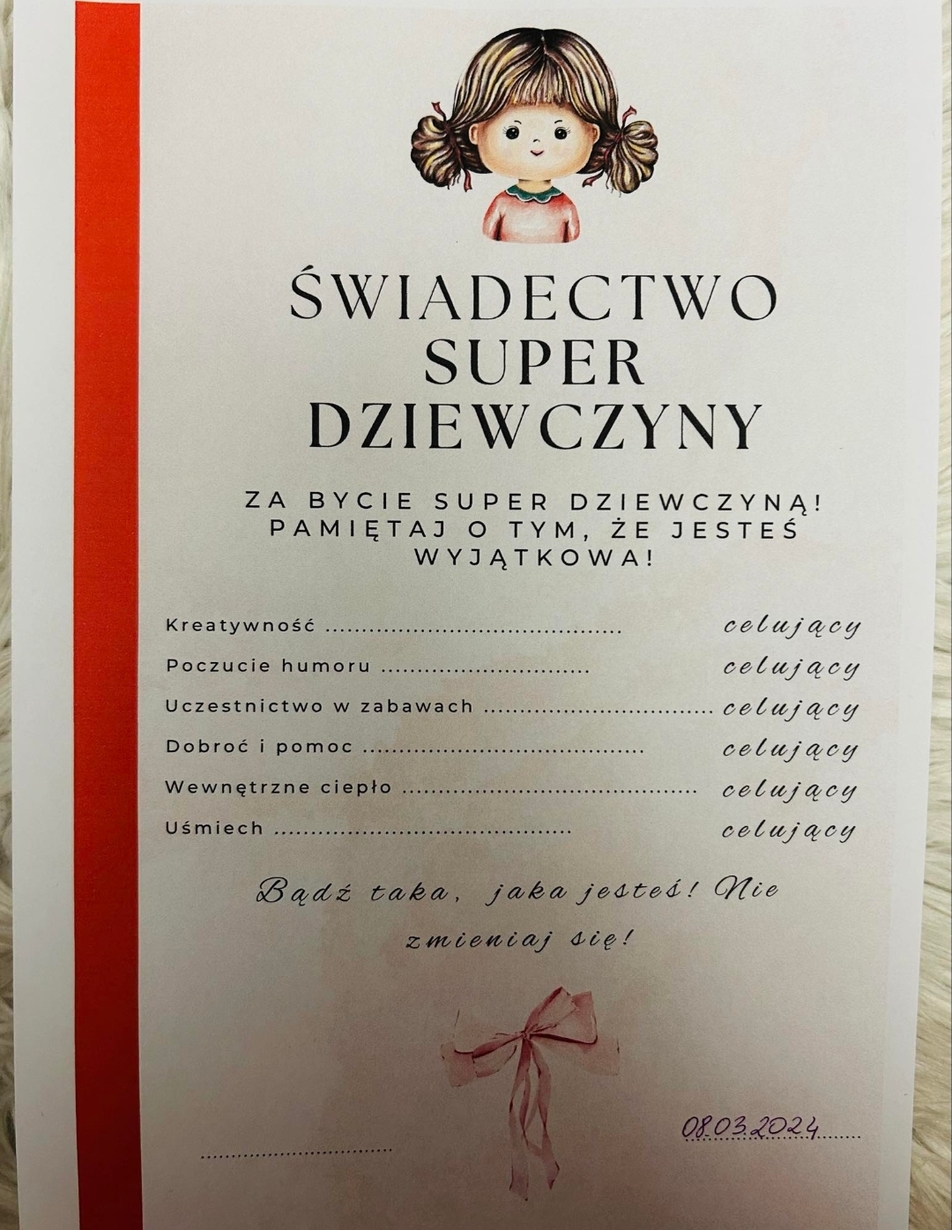 ŚWIADECTWO
SUPER
DZIEWCZYNY
ZA BYCIE SUPER DZIEWCZYNĄ!
PAMIĘTAJ O TYM, ŻE JESTEŚ
WYJĄTKOWA!
Kreatywność ......................................... celujący
Poczucie humoru ............................. celujący
Uczestnictwo w zabawach ................................ celujący
Dobroć i pomoc ....................................... celujący
Wewnętrzne ciepło ......................................... celujący
Uśmiech ......................................... celujący
Bądź taka, jaka jesteś! Nie
zmieniaj się!
08.03.2024